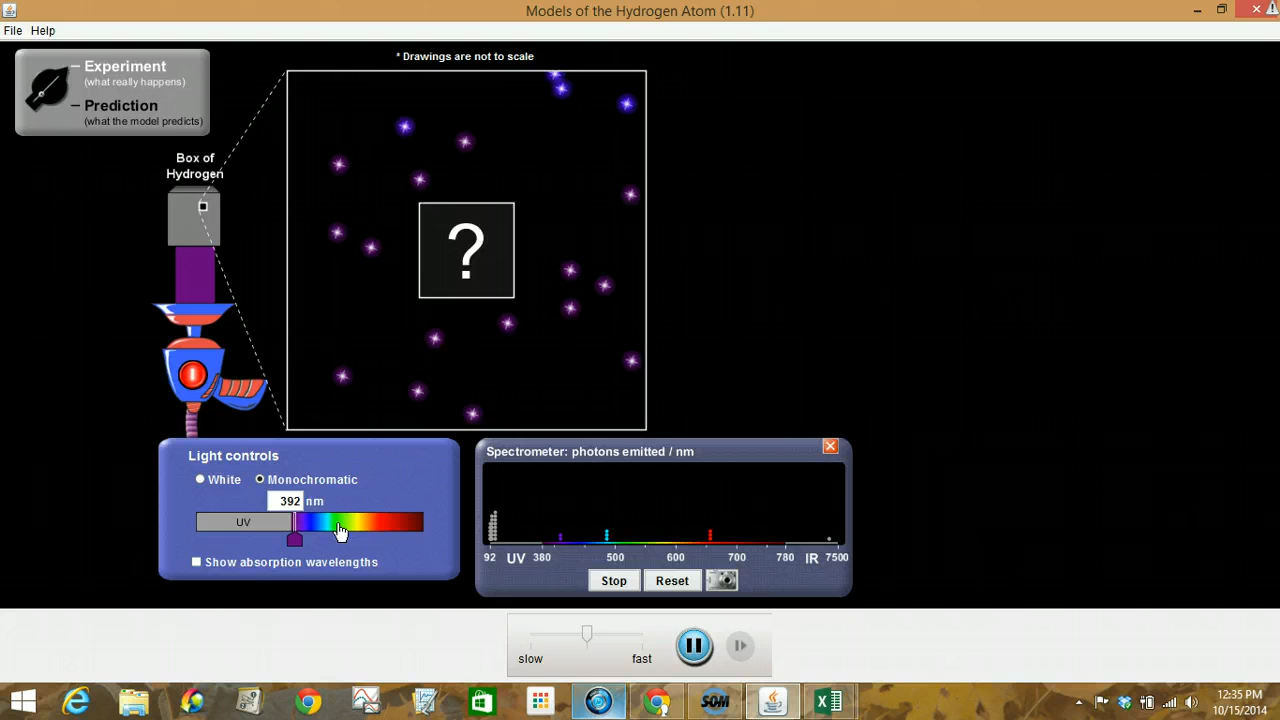 Models of the Hydrogen Atom (1.11)
File Help
* Drawings are not to scale
Experiment
(what really happens)
Prediction
(what the model predicts)
Box of
Hydrogen
?
Light controls
White Monochromatic
392 nm
UV
Show absorption wavelengths
Spectrometer: photons emitted / nm
92 UV 380 500 600 700 780 IR 7500
Stop Reset
slow fast
SOM
12:35 PM
10/15/2014